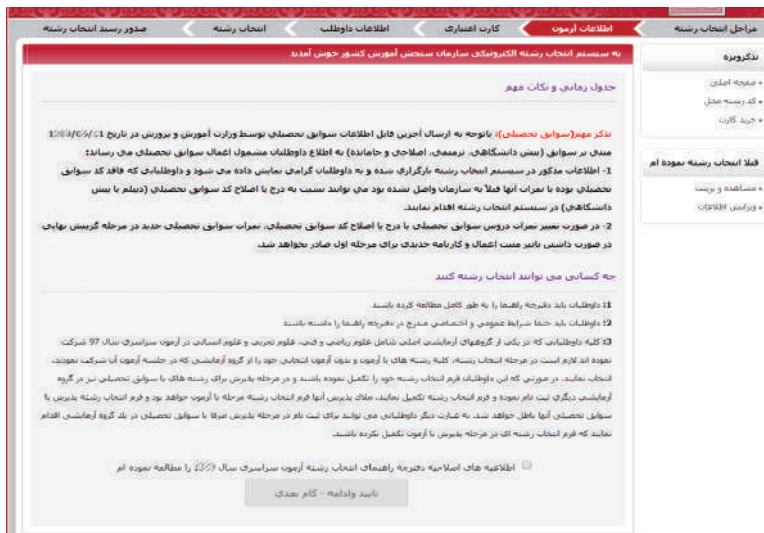 مراحل انتخاب رشته
اطلاعات آزمون
کارت اعتباری
اطلاعات داوطلب
انتخاب رشته
صدور رسید انتخاب رشته
به سیستم انتخاب رشته الکترونیکی سازمان سنجش آموزش کشور خوش آمدید
تذکرویژه
صفحه اصلی
کد رشته محل
خرید کارت
قبلا انتخاب رشته نموده ام
مشاهده و پرینت
ویرایش اطلاعات
جدول زمانی و نکات مهم
تذکر مهم(سوابق تحصیلی): باتوجه به ارسال آخرین فایل اطلاعات سوابق تحصیلی توسط وزارت آموزش و پرورش در تاریخ
مبنی بر سوابق (پیش دانشگاهی، ترمیمی، اصلاحی و جامانده) به اطلاع داوطلبان مشمول اعمال سوابق تحصیلی می رساند:
1- اطلاعات مذکور در سیستم انتخاب رشته بارگزاری شده و به داوطلبان گرامی نمایش داده می شود و داوطلبانی که فاقد کد سوابق
تحصیلی بوده یا نمرات آنها قبلاً به سازمان واصل نشده بود می توانند نسبت به درج یا اصلاح کد سوابق تحصیلی (دیپلم یا پیش
دانشگاهی) در سیستم انتخاب رشته اقدام نمایند.
2- در صورت تغییر نمرات دروس سوابق تحصیلی یا درج یا اصلاح کد سوابق تحصیلی، نمرات سوابق تحصیلی جدید در مرحله گزینش نهایی
در صورت داشتن تاثیر مثبت اعمال و کارنامه جدیدی برای مرحله اول صادر نخواهد شد.
چه کسانی می توانند انتخاب رشته کنند
1: داوطلبان باید دفترچه راهنما را به طور کامل مطالعه کرده باشند
2: داوطلبان باید حتما شرایط عمومی و اختصاصی مندرج در دفترچه راهنما را داشته باشند
3: کلیه داوطلبانی که در یکی از گروههای آزمایشی اصلی شامل علوم ریاضی و فنی، علوم تجربی و علوم انسانی در آزمون سراسری سال 97 شرکت
نموده اند لازم است در مرحله انتخاب رشته، کلیه رشته های با آزمون و بدون آزمون انتخابی خود را از گروه آزمایشی که در جلسه آزمون آن شرکت نمودند،
انتخاب نمایند. در صورتی که این داوطلبان فرم انتخاب رشته خود را تکمیل نموده باشند و در مرحله پذیرش برای رشته های با سوابق تحصیلی نیز در گروه
آزمایشی دیگری ثبت نام نموده و فرم انتخاب رشته تکمیل نمایند، ملاک پذیرش آنها فرم انتخاب رشته مرحله با آزمون خواهد بود و فرم انتخاب رشته پذیرش با
سوابق تحصیلی آنها باطل خواهد شد. به عبارت دیگر داوطلبانی می توانند برای ثبت نام در مرحله پذیرش صرفا با سوابق تحصیلی در یك گروه آزمایشی اقدام
نمایند که فرم انتخاب رشته ای در مرحله پذیرش با آزمون تکمیل نکرده باشند.
اطلاعیه های اصلاحیه دفترچه راهنمای انتخاب رشته آزمون سراسری سال را مطالعه نموده ام
تایید وادامه - گام بعدی